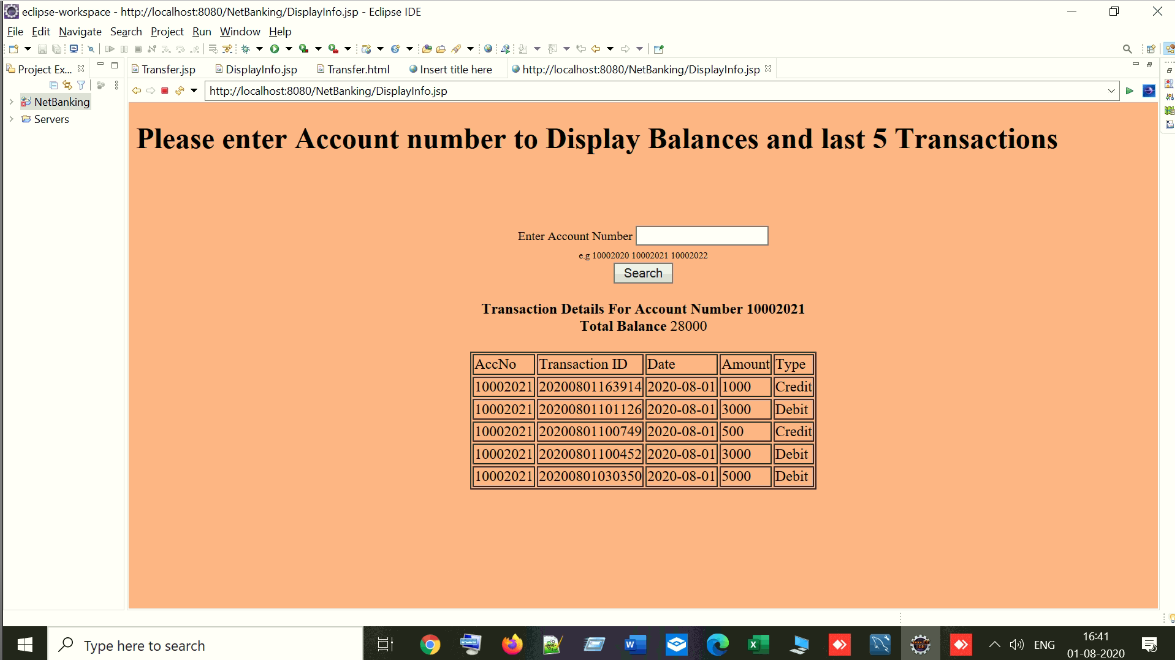 eclipse-workspace - http://localhost:8080/NetBanking/DisplayInfo.jsp - Eclipse IDE
File Edit Navigate Search Project Run Window Help
Project Ex... Transfer.jsp DisplayInfo.jsp Transfer.html Insert title here http://localhost:8080/NetBanking/DisplayInfo.jsp
http://localhost:8080/NetBanking/DisplayInfo.jsp
NetBanking
Servers
Please enter Account number to Display Balances and last 5 Transactions
Enter Account Number
e.g 10002020 10002021 10002022
Search
Transaction Details For Account Number 10002021
Total Balance 28000
AccNo Transaction ID Date Amount Type
10002021 20200801163914 2020-08-01 1000 Credit
10002021 20200801101126 2020-08-01 3000 Debit
10002021 20200801100749 2020-08-01 500 Credit
10002021 20200801100452 2020-08-01 3000 Debit
10002021 20200801030350 2020-08-01 5000 Debit
Type here to search
ENG
16:41
01-08-2020